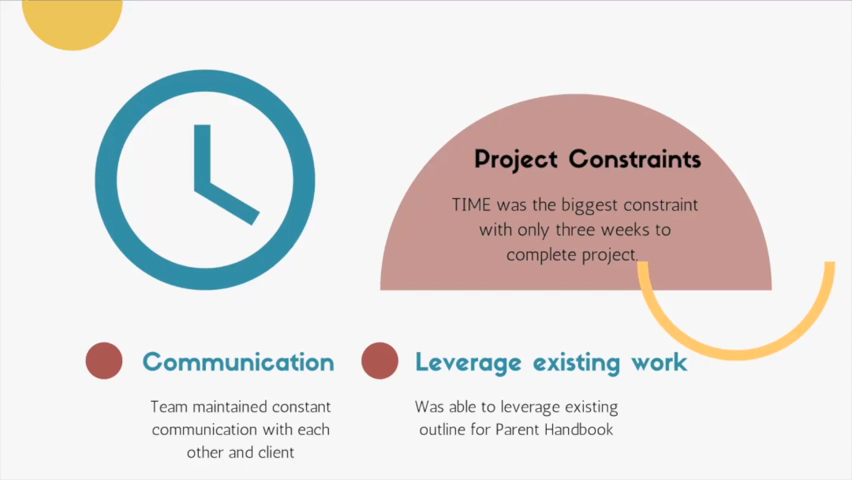 Project Constraints
TIME was the biggest constraint
with only three weeks to
complete project.
Communication
Team maintained constant
communication with each
other and client
Leverage existing work
Was able to leverage existing
outline for Parent Handbook